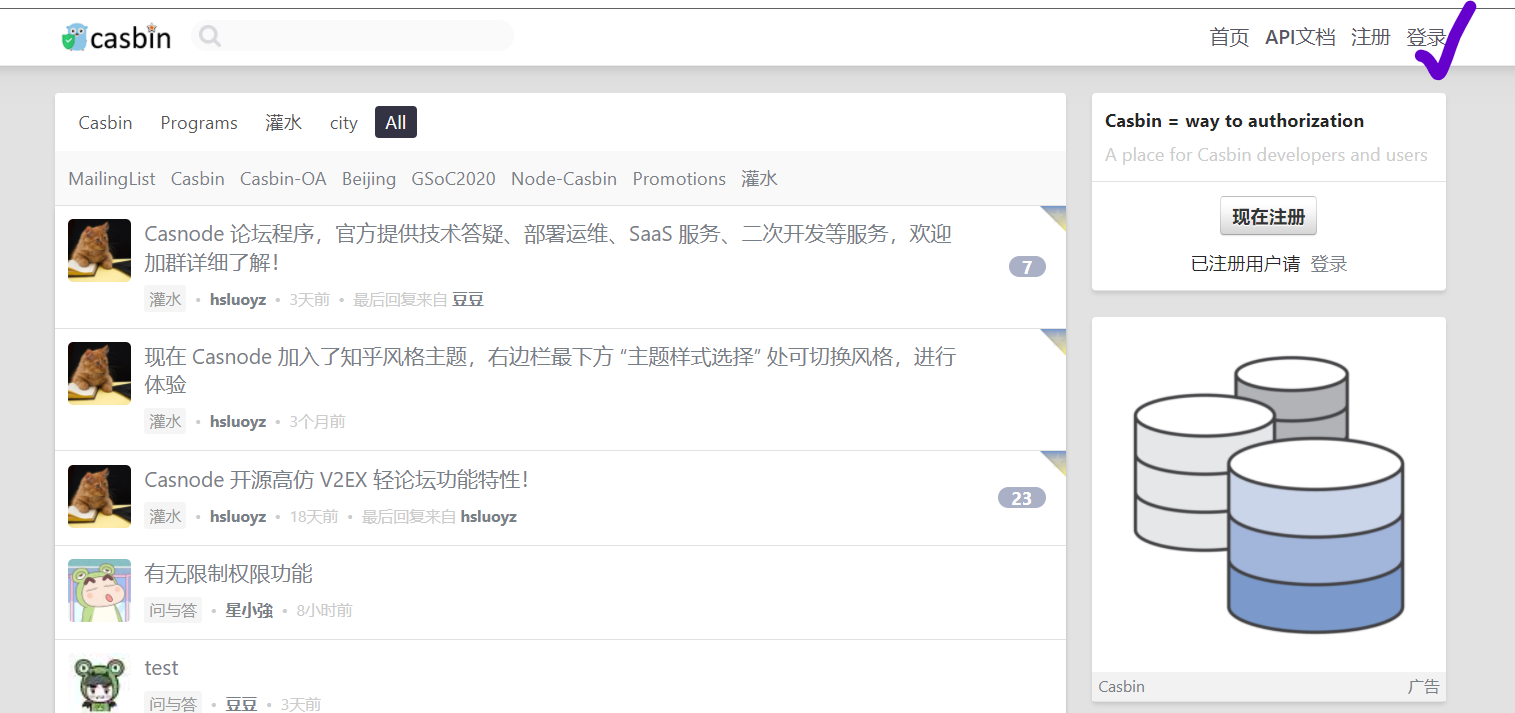 casbin
首页 API文档 注册 登录
Casbin Programs 灌水 city All
MailingList Casbin Casbin-OA Beijing GSoC2020 Node-Casbin Promotions 灌水
Casnode 论坛程序，官方提供技术答疑、部署运维、SaaS 服务、二次开发等服务，欢迎
加群详细了解！
7
灌水 • hsluoyz • 3天前 • 最后回复来自 豆豆
现在 Casnode 加入了知乎风格主题，右边栏最下方 “主题样式选择” 处可切换风格，进行
体验
灌水 • hsluoyz • 3个月前
Casnode 开源高仿 V2EX 轻论坛功能特性！
23
灌水 • hsluoyz • 18天前 • 最后回复来自 hsluoyz
有无限制权限功能
问与答 • 星小強 • 8小时前
test
问与答 • 豆豆 • 3天前
Casbin = way to authorization
A place for Casbin developers and users
现在注册
已注册用户请 登录
Casbin 广告